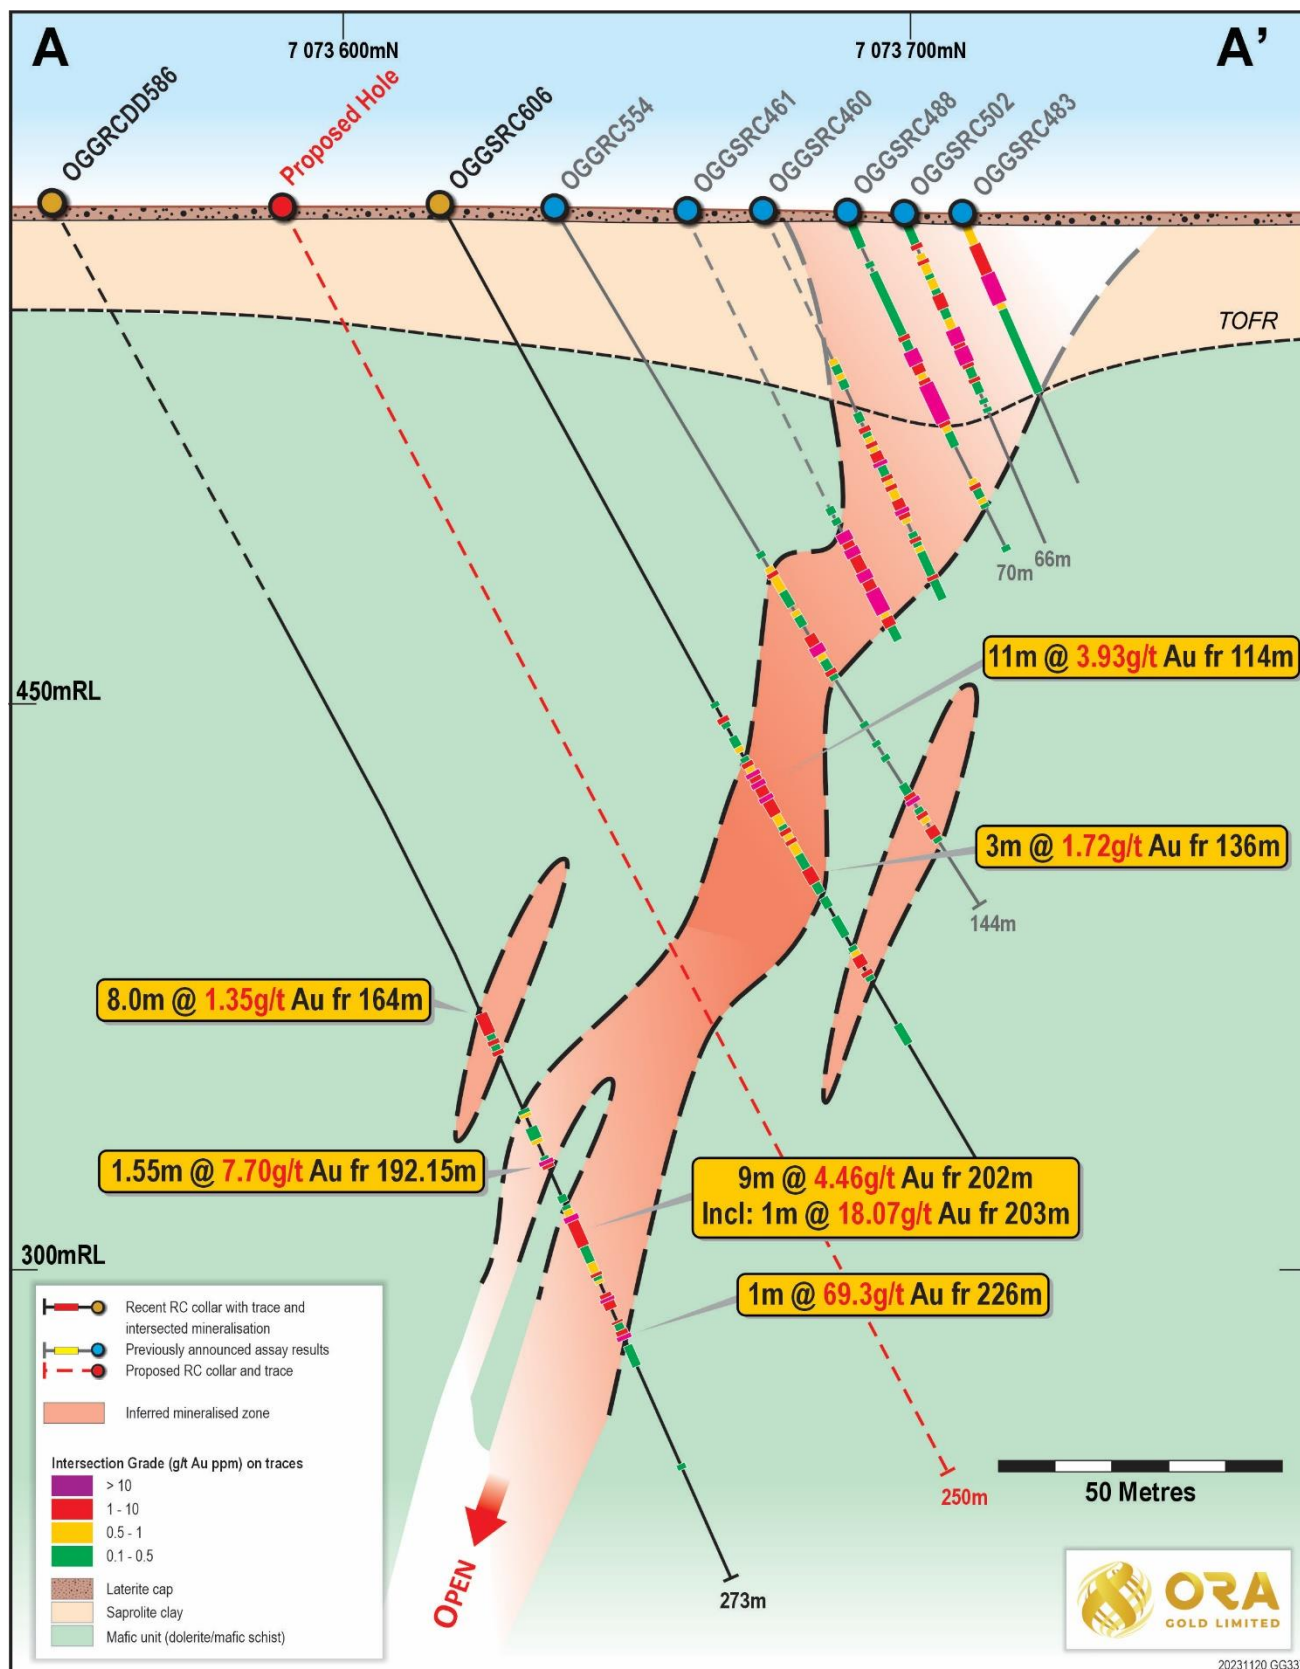 A
A'
7 073 600mN
7 073 700mN
OGGRCDD586
Proposed Hole
OGGSRC606
OGGRC554
OGGSRC461
OGGSRC460
OGGSRC488
OGGSRC502
OGGSRC483
TOFR
70m
66m
11m @ 3.93g/t Au fr 114m
450mRL
3m @ 1.72g/t Au fr 136m
144m
8.0m @ 1.35g/t Au fr 164m
1.55m @ 7.70g/t Au fr 192.15m
9m @ 4.46g/t Au fr 202m
Incl: 1m @ 18.07g/t Au fr 203m
300mRL
1m @ 69.3g/t Au fr 226m
Recent RC collar with trace and
intersected mineralisation
Previously announced assay results
Proposed RC collar and trace
Inferred mineralised zone
Intersection Grade (g/t Au ppm) on traces
> 10
1 - 10
0.5 - 1
0.1 - 0.5
Laterite cap
Saprolite clay
Mafic unit (dolerite/mafic schist)
OPEN
273m
250m
50 Metres
ORA
GOLD LIMITED
20231120 GG337